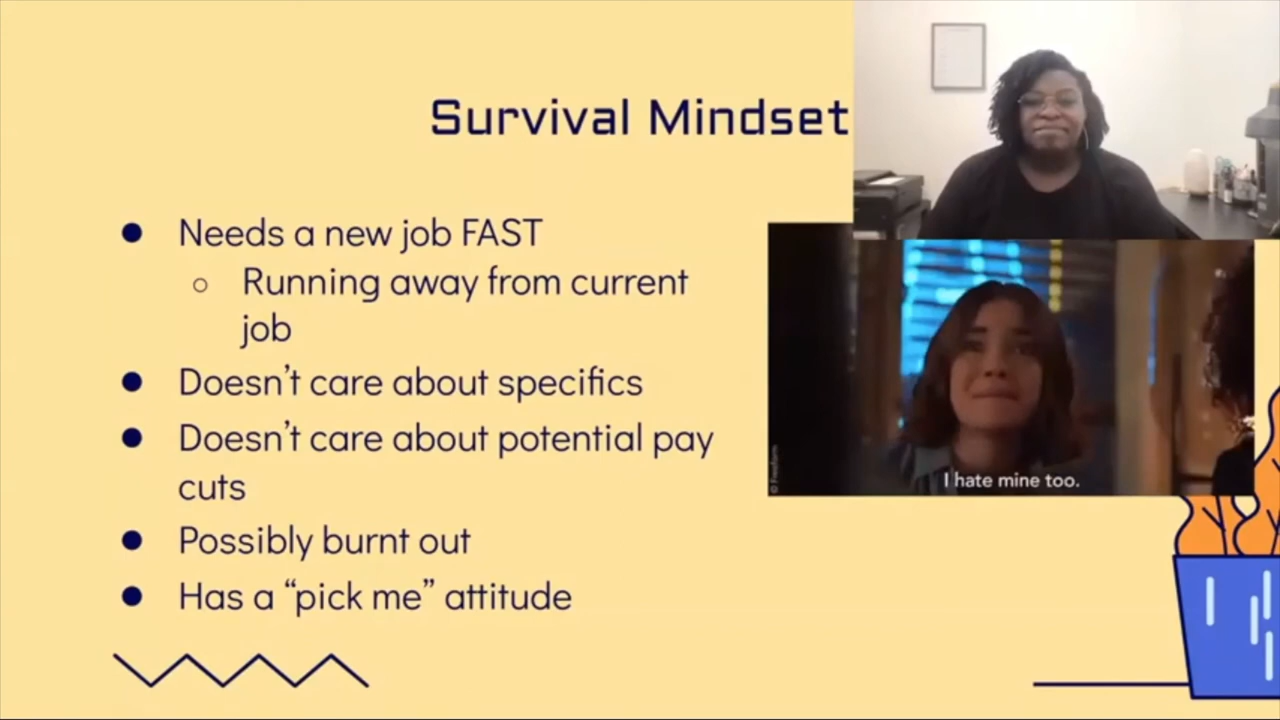 Survival Mindset
● Needs a new job FAST
○ Running away from current
job
● Doesn't care about specifics
● Doesn't care about potential pay
cuts
● Possibly burnt out
● Has a “pick me” attitude
I hate mine too.
© Freeform